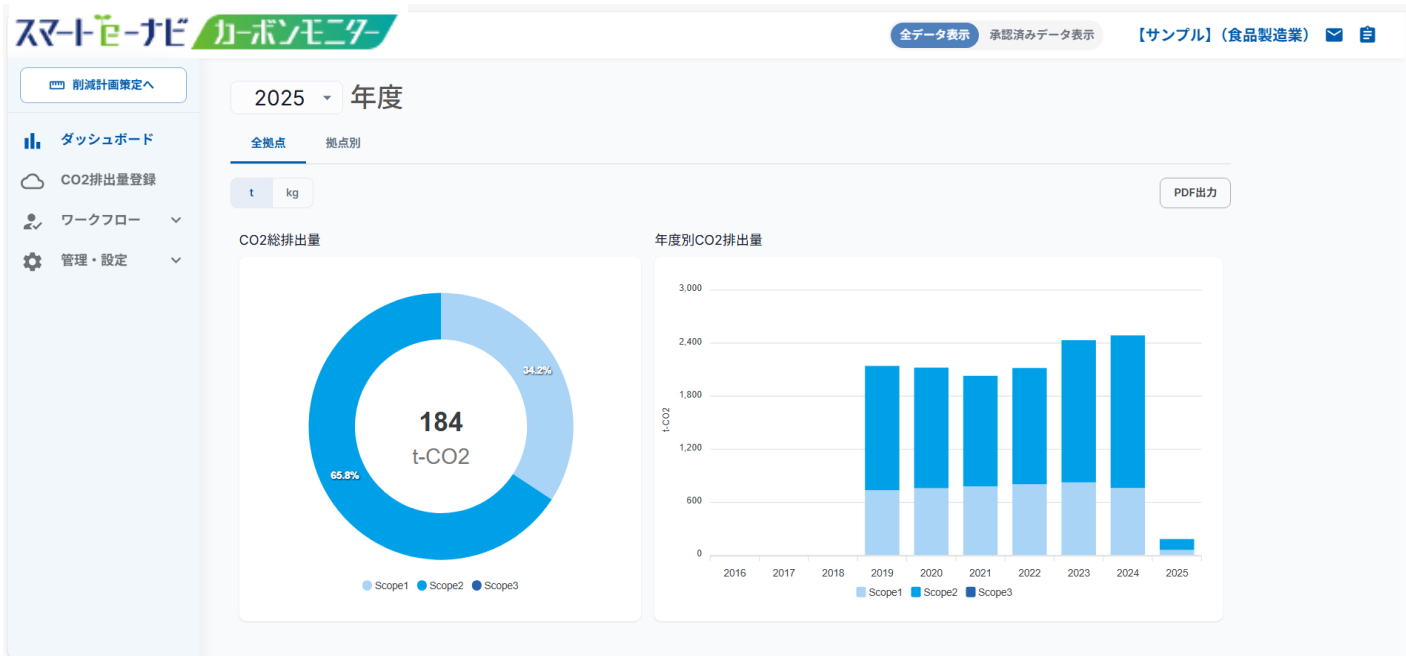 スマートeーナビ カーボンモニター
全データ表示 承認済みデータ表示 【サンプル】（食品製造業）
削減計画策定へ
ダッシュボード
CO2排出量登録
ワークフロー
管理・設定
2025 年度
全拠点 拠点別
t kg PDF出力
CO2総排出量
34.2%
184
t-CO2
65.8%
Scope1 Scope2 Scope3
年度別CO2排出量
3,000
2,400
1,800
t-CO2
1,200
600
0
2016 2017 2018 2019 2020 2021 2022 2023 2024 2025
Scope1 Scope2 Scope3